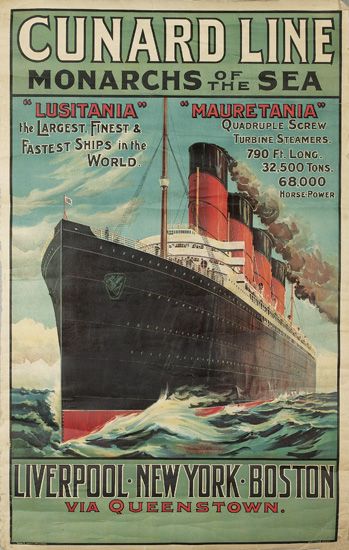 CUNARD LINE
MONARCHS OF THE SEA
"LUSITANIA" "MAURETANIA"
the LARGEST, FINEST &
FASTEST SHIPS in the
WORLD.
QUADRUPLE SCREW
TURBINE STEAMERS.
790 Ft. LONG.
32,500 TONS.
68.000
HORSE-POWER
LIVERPOOL·NEW YORK·BOSTON
VIA QUEENSTOWN.